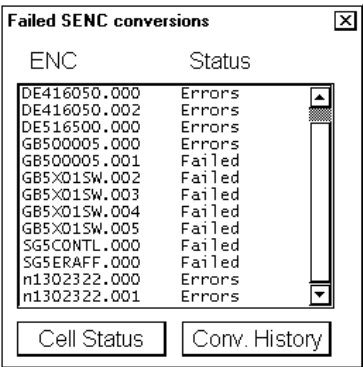 Failed SENC conversions
ENC Status
DE416050.000 Errors
DE416050.002 Errors
DE516500.000 Errors
GB500005.000 Errors
GB500005.001 Failed
GB5X01SW.002 Failed
GB5X01SW.003 Failed
GB5X01SW.004 Failed
GB5X01SW.005 Failed
SG5CONTL.000 Failed
SG5ERAFF.000 Failed
n1302322.000 Errors
n1302322.001 Errors
Cell Status Conv. History